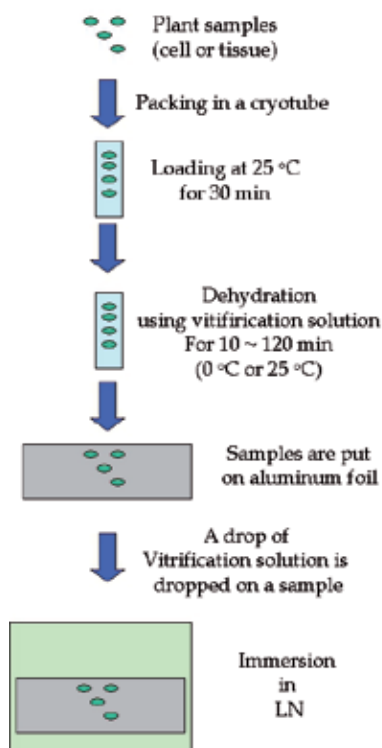 Plant samples
(cell or tissue)
Packing in a cryotube
Loading at 25 °C
for 30 min
Dehydration
using vitifirication solution
For 10 ~ 120 min
(0 °C or 25 °C)
Samples are put
on aluminum foil
A drop of
Vitrification solution is
dropped on a sample
Immersion
in
LN